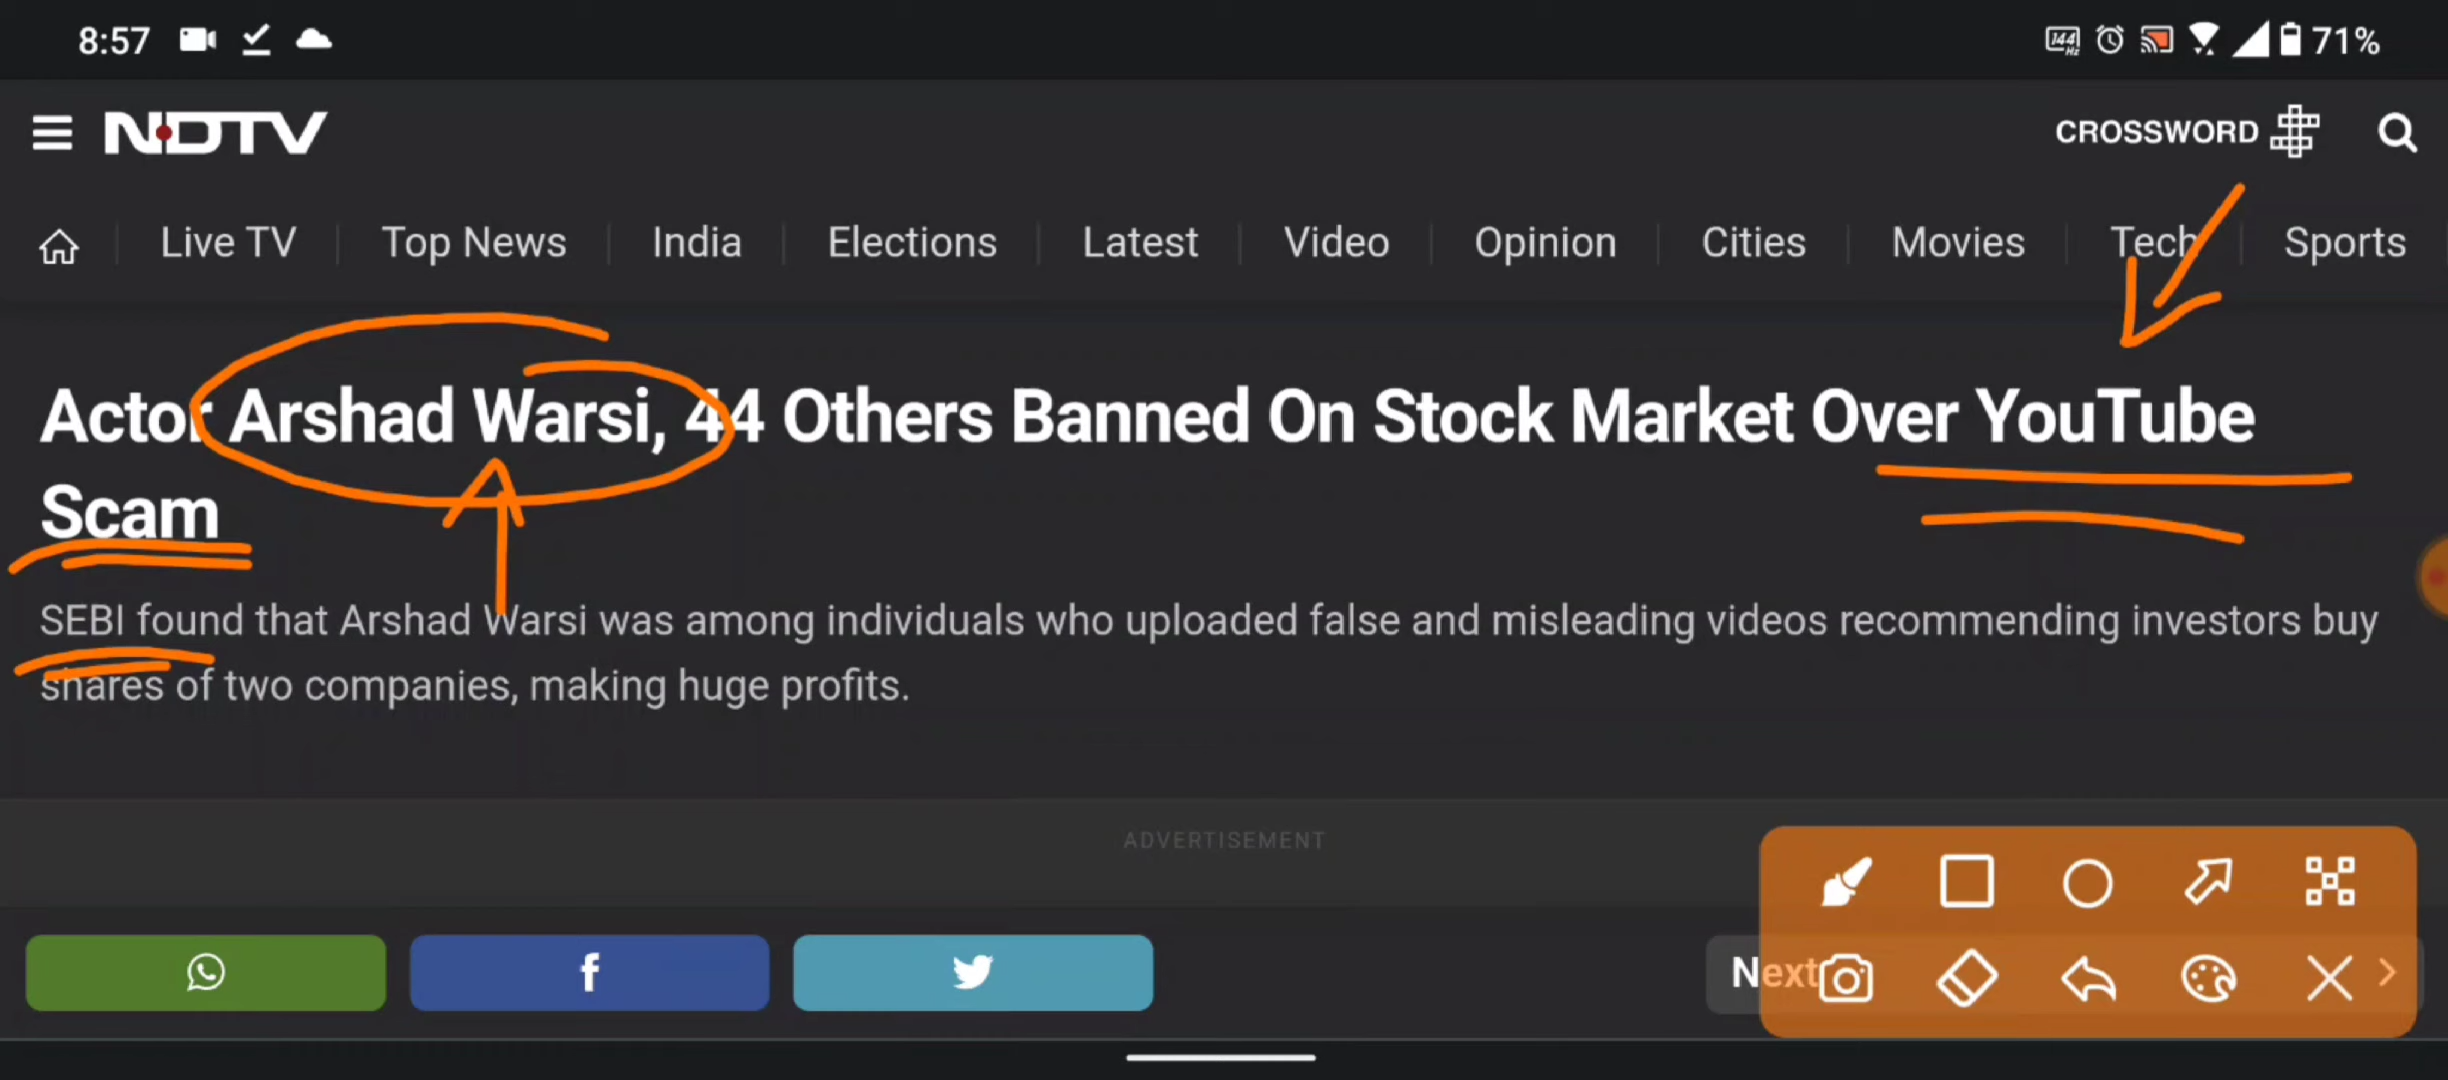 8:57 144 Hz 71%
NDTV CROSSWORD
Live TV Top News India Elections Latest Video Opinion Cities Movies Tech Sports
Actor Arshad Warsi, 44 Others Banned On Stock Market Over YouTube
Scam
SEBI found that Arshad Warsi was among individuals who uploaded false and misleading videos recommending investors buy
shares of two companies, making huge profits.
ADVERTISEMENT
Next